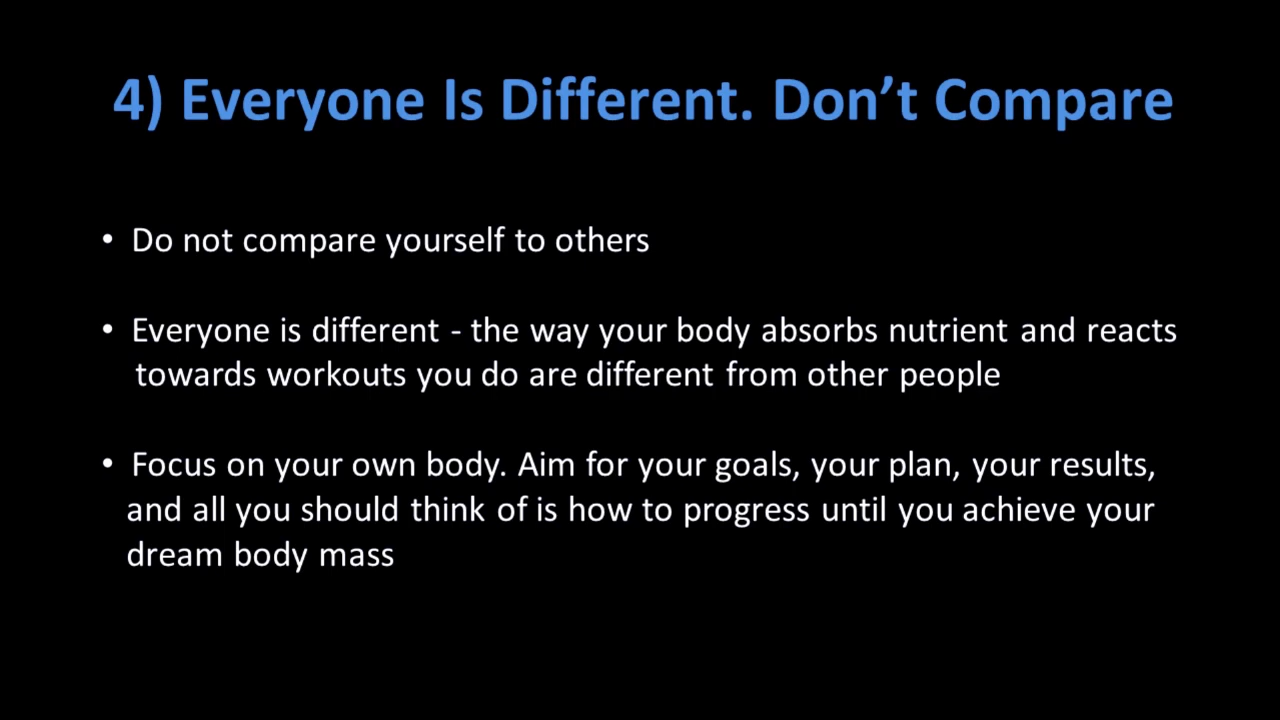 4) Everyone Is Different. Don’t Compare
• Do not compare yourself to others
• Everyone is different - the way your body absorbs nutrient and reacts
towards workouts you do are different from other people
• Focus on your own body. Aim for your goals, your plan, your results,
and all you should think of is how to progress until you achieve your
dream body mass